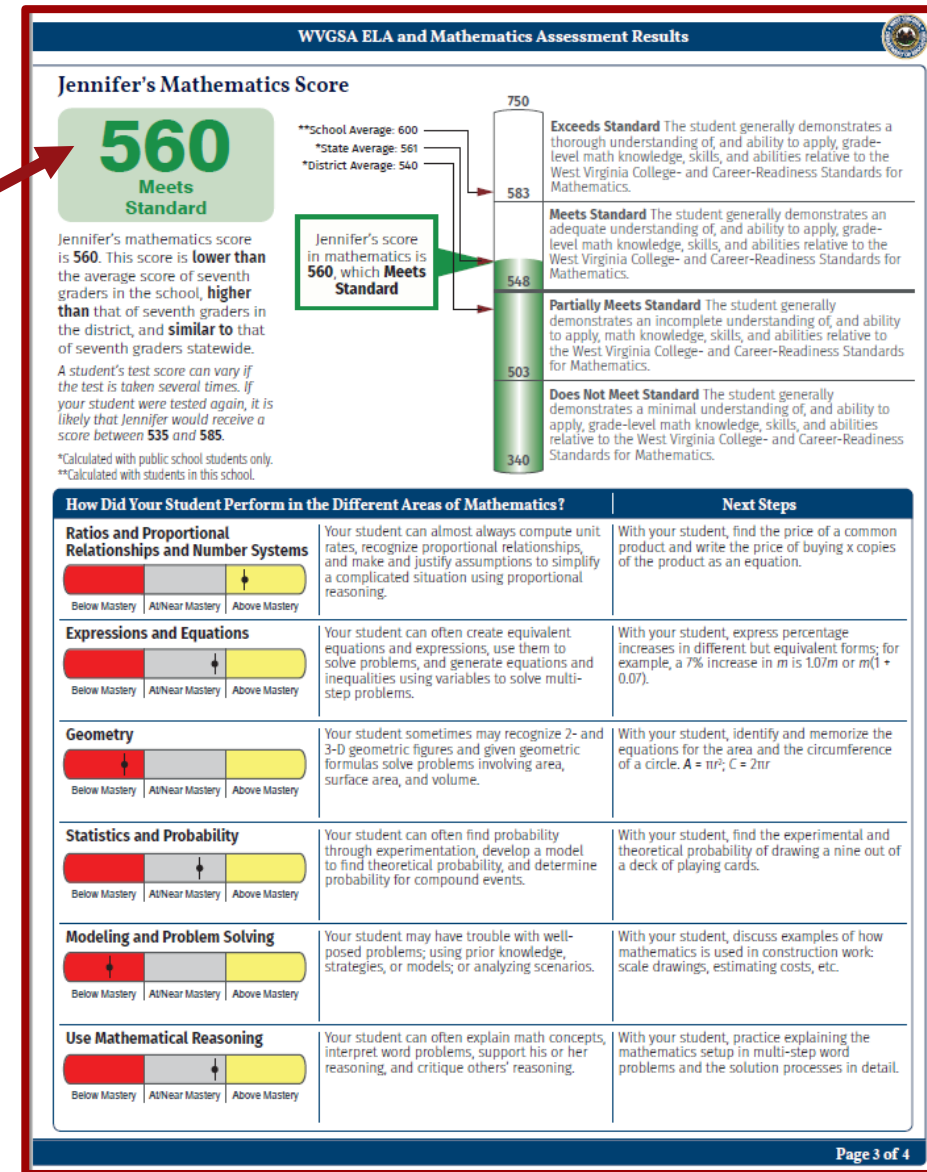 WVGSA ELA and Mathematics Assessment Results
Jennifer's Mathematics Score
560
Meets
Standard
Jennifer's mathematics score
is 560. This score is lower than
the average score of seventh
graders in the school, higher
than that of seventh graders in
the district, and similar to that
of seventh graders statewide.
A student's test score can vary if
the test is taken several times. If
your student were tested again, it is
likely that Jennifer would receive a
score between 535 and 585.
*Calculated with public school students only.
**Calculated with students in this school.
**School Average: 600
*State Average: 561
*District Average: 540
Jennifer's score
in mathematics is
560, which Meets
Standard
750
583
548
503
340
Exceeds Standard The student generally demonstrates a
thorough understanding of, and ability to apply, grade-
level math knowledge, skills, and abilities relative to the
West Virginia College- and Career-Readiness Standards for
Mathematics.
Meets Standard The student generally demonstrates an
adequate understanding of, and ability to apply, grade-
level math knowledge, skills, and abilities relative to the
West Virginia College- and Career-Readiness Standards for
Mathematics.
Partially Meets Standard The student generally
demonstrates an incomplete understanding of, and ability
to apply, math knowledge, skills, and abilities relative to
the West Virginia College- and Career-Readiness Standards
for Mathematics.
Does Not Meet Standard The student generally
demonstrates a minimal understanding of, and ability to
apply, grade-level math knowledge, skills, and abilities
relative to the West Virginia College- and Career-Readiness
Standards for Mathematics.
How Did Your Student Perform in the Different Areas of Mathematics?
Next Steps
Ratios and Proportional
Relationships and Number Systems
Below Mastery At/Near Mastery Above Mastery
Your student can almost always compute unit
rates, recognize proportional relationships,
and make and justify assumptions to simplify
a complicated situation using proportional
reasoning.
With your student, find the price of a common
product and write the price of buying x copies
of the product as an equation.
Expressions and Equations
Below Mastery At/Near Mastery Above Mastery
Your student can often create equivalent
equations and expressions, use them to
solve problems, and generate equations and
inequalities using variables to solve multi-
step problems.
With your student, express percentage
increases in different but equivalent forms; for
example, a 7% increase in m is 1.07m or m(1 +
0.07).
Geometry
Below Mastery At/Near Mastery Above Mastery
Your student sometimes may recognize 2- and
3-D geometric figures and given geometric
formulas solve problems involving area,
surface area, and volume.
With your student, identify and memorize the
equations for the area and the circumference
of a circle. A = πr²; C = 2πr
Statistics and Probability
Below Mastery At/Near Mastery Above Mastery
Your student can often find probability
through experimentation, develop a model
to find theoretical probability, and determine
probability for compound events.
With your student, find the experimental and
theoretical probability of drawing a nine out of
a deck of playing cards.
Modeling and Problem Solving
Below Mastery At/Near Mastery Above Mastery
Your student may have trouble with well-
posed problems; using prior knowledge,
strategies, or models; or analyzing scenarios.
With your student, discuss examples of how
mathematics is used in construction work:
scale drawings, estimating costs, etc.
Use Mathematical Reasoning
Below Mastery At/Near Mastery Above Mastery
Your student can often explain math concepts,
interpret word problems, support his or her
reasoning, and critique others' reasoning.
With your student, practice explaining the
mathematics setup in multi-step word
problems and the solution processes in detail.
Page 3 of 4